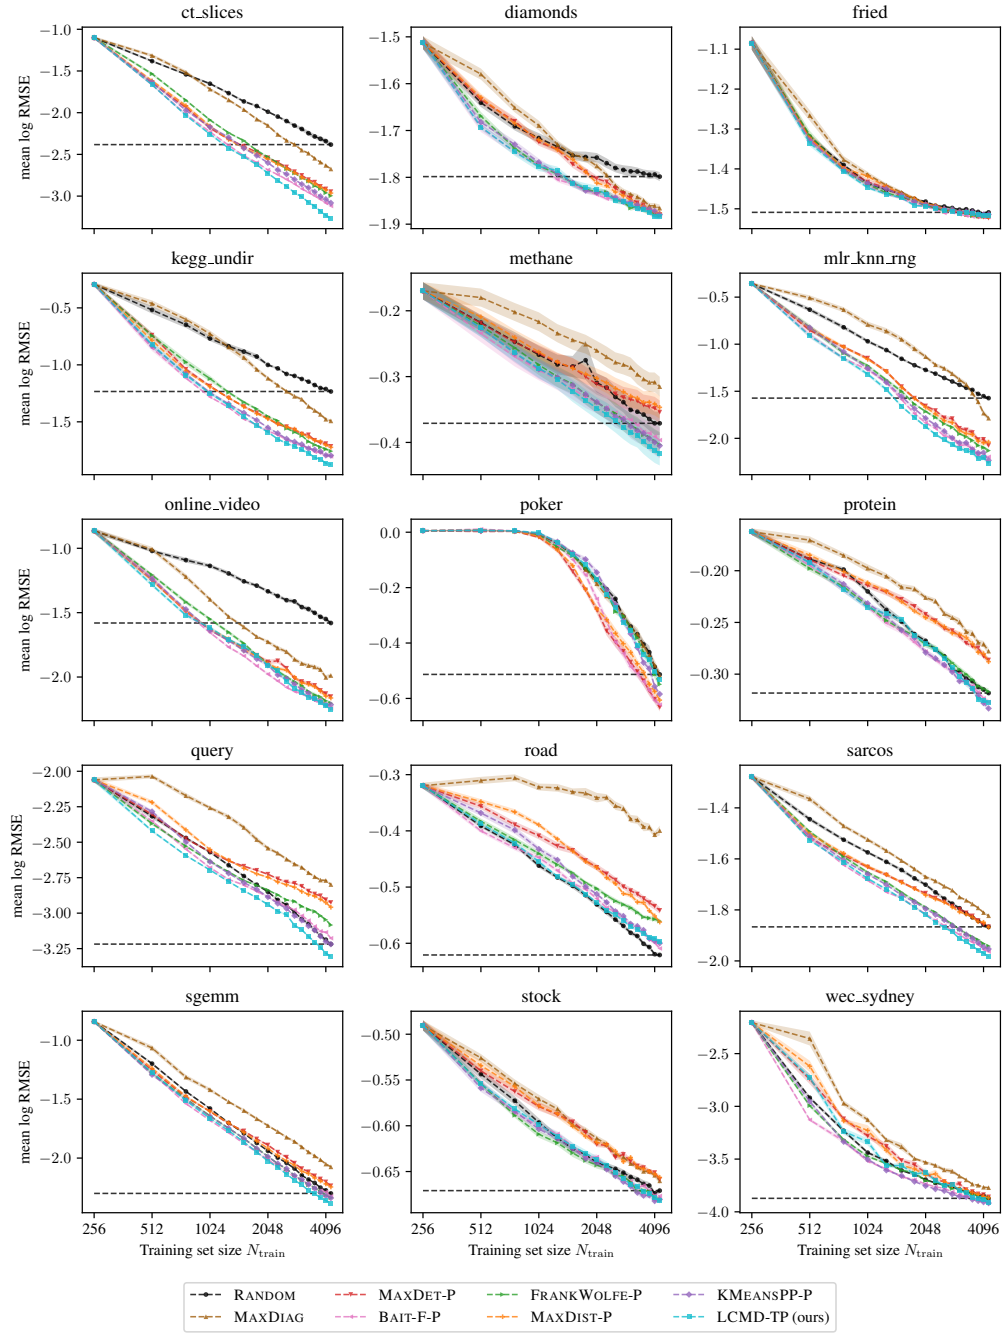 ct_slices
diamonds
fried
mean log RMSE
−1.0
−1.5
−2.0
−2.5
−3.0
−1.5
−1.6
−1.7
−1.8
−1.9
−1.1
−1.2
−1.3
−1.4
−1.5
kegg_undir
methane
mlr_knn_rng
mean log RMSE
−0.5
−1.0
−1.5
−0.2
−0.3
−0.4
−0.5
−1.0
−1.5
−2.0
online_video
poker
protein
mean log RMSE
−1.0
−1.5
−2.0
0.0
−0.2
−0.4
−0.6
−0.20
−0.25
−0.30
query
road
sarcos
mean log RMSE
−2.00
−2.25
−2.50
−2.75
−3.00
−3.25
−0.3
−0.4
−0.5
−0.6
−1.4
−1.6
−1.8
−2.0
sgemm
stock
wec_sydney
mean log RMSE
−1.0
−1.5
−2.0
−0.50
−0.55
−0.60
−0.65
−2.5
−3.0
−3.5
−4.0
256 512 1024 2048 4096
256 512 1024 2048 4096
256 512 1024 2048 4096
Training set size N_train
Training set size N_train
Training set size N_train
RANDOM
MAXDET-P
FRANKWOLFE-P
KMEANSPP-P
MAXDIAG
BAIT-F-P
MAXDIST-P
LCMD-TP (ours)